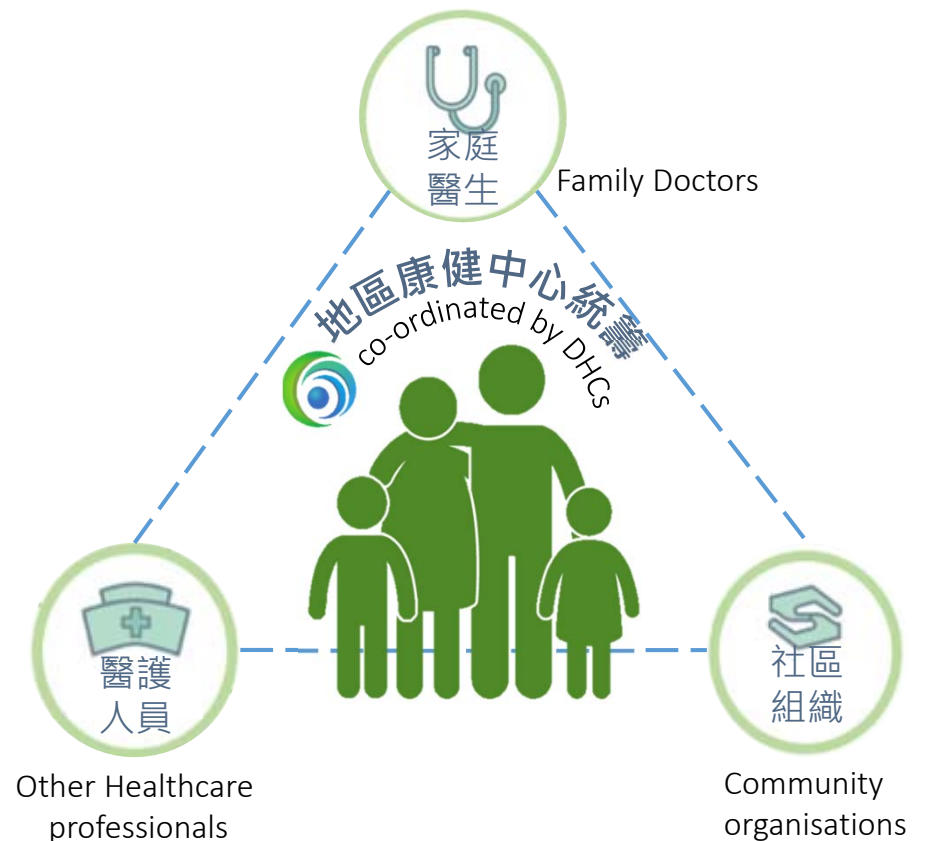 家庭
醫生
Family Doctors
地區康健中心統籌
co-ordinated by DHCs
醫護
人員
Other Healthcare
professionals
社區
組織
Community
organisations